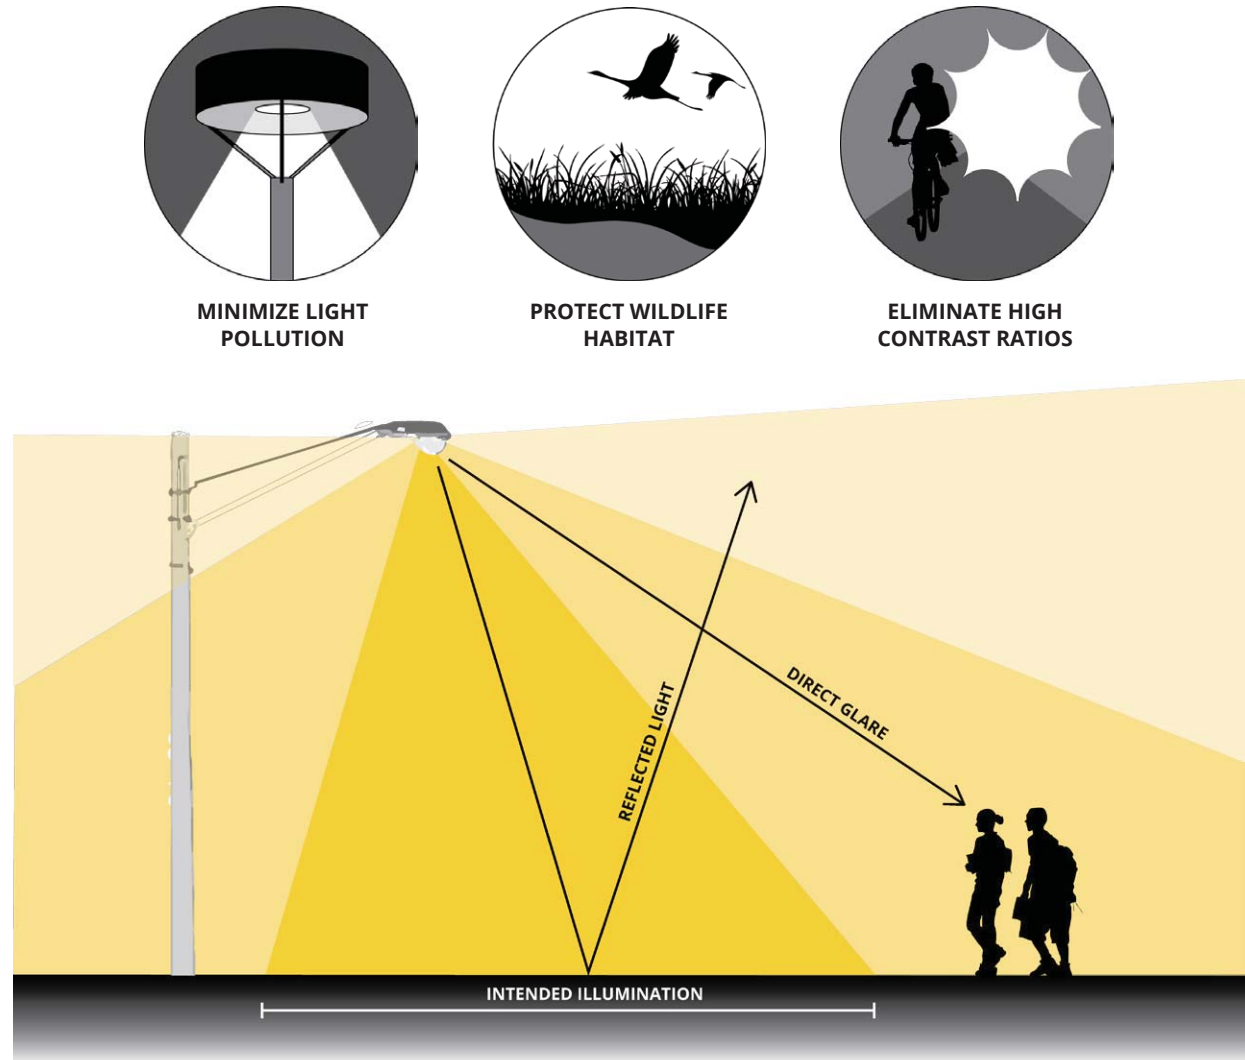 MINIMIZE LIGHT
POLLUTION
PROTECT WILDLIFE
HABITAT
ELIMINATE HIGH
CONTRAST RATIOS
DIRECT GLARE
REFLECTED LIGHT
INTENDED ILLUMINATION